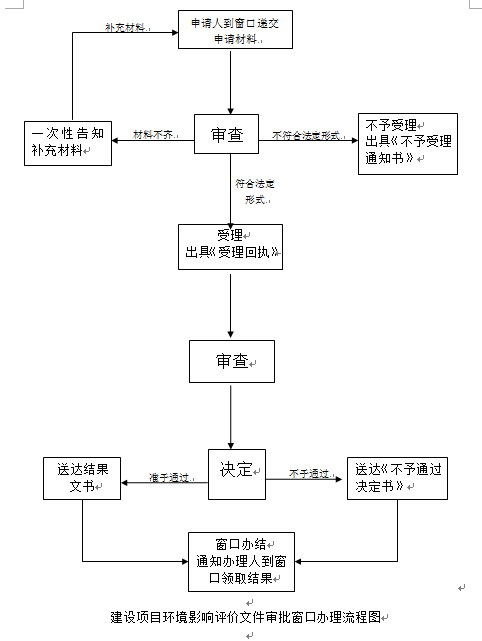 补充材料
申请人到窗口递交
申请材料
一次性告知
补充材料
材料不齐
审查
不符合法定形式
不予受理
出具《不予受理
通知书》
符合法定
形式
受理
出具《受理回执》
审查
送达结果
文书
准予通过
决定
不予通过
送达《不予通过
决定书》
窗口办结
通知办理人到窗
口领取结果
建设项目环境影响评价文件审批窗口办理流程图